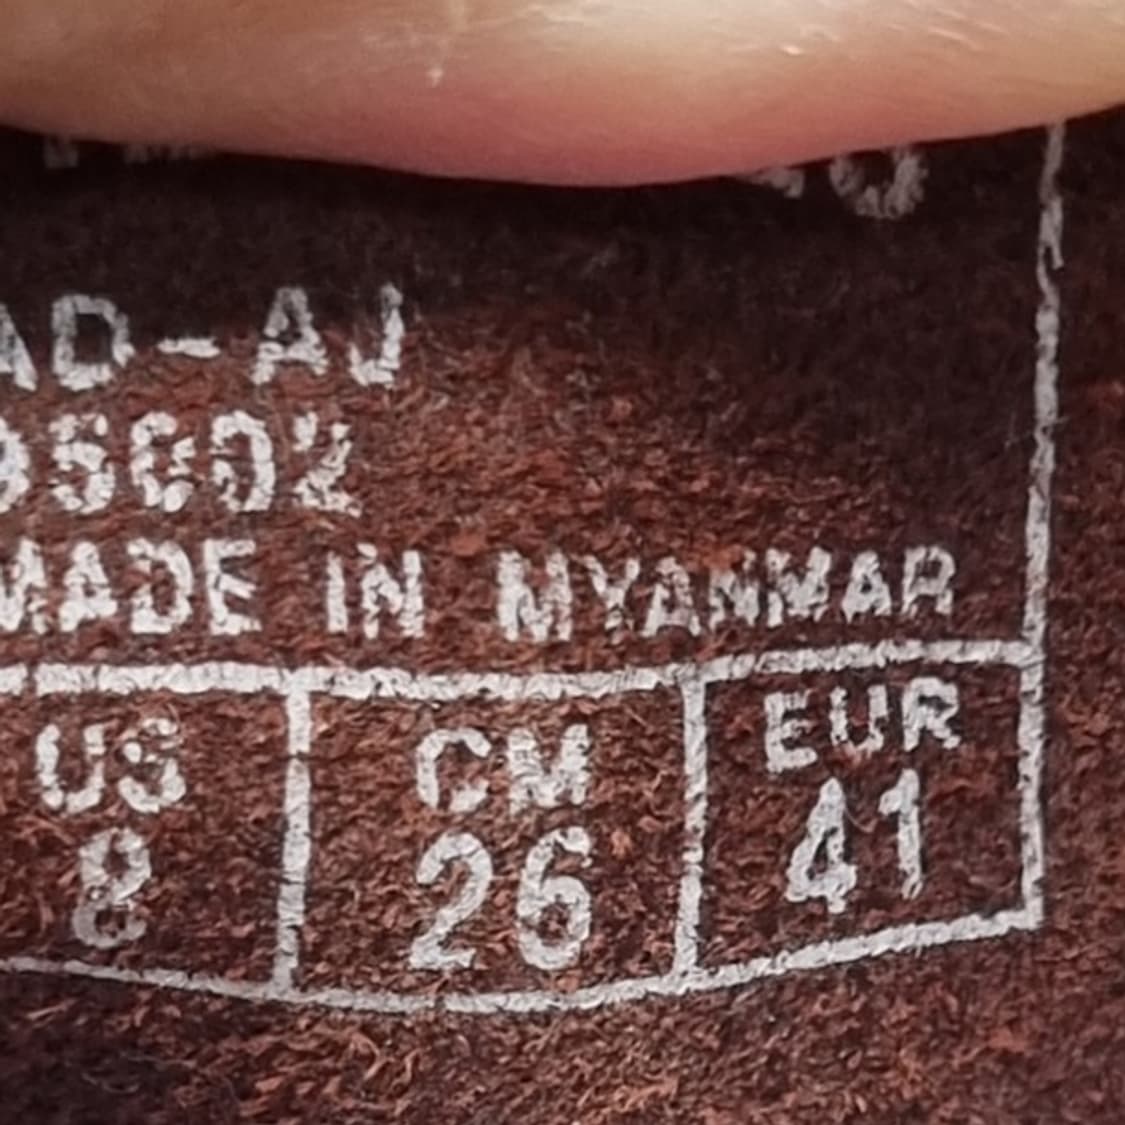 AD-AJ
MADE IN MYANMAR
US CM EUR
8 26 41